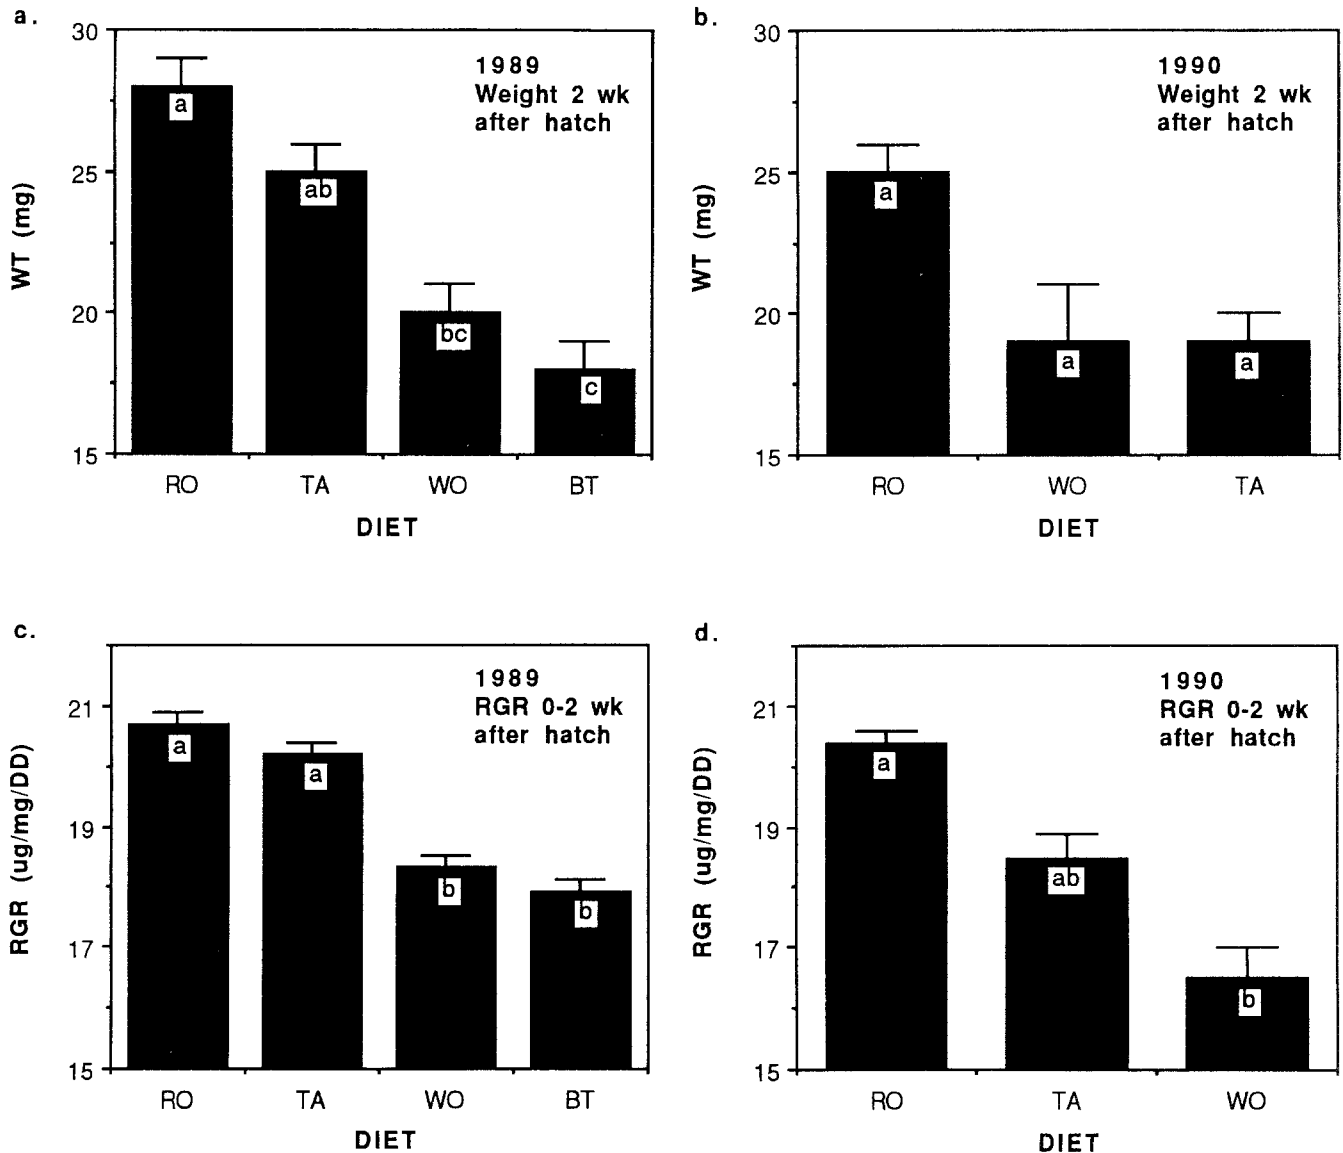 a.
30
25
20
15
WT (mg)
1989
Weight 2 wk
after hatch
a
ab
bc
c
RO TA WO BT
DIET
b.
30
25
20
15
WT (mg)
1990
Weight 2 wk
after hatch
a
a
a
RO WO TA
DIET
c.
21
19
17
15
RGR (ug/mg/DD)
1989
RGR 0-2 wk
after hatch
a
a
b
b
RO TA WO BT
DIET
d.
21
19
17
15
RGR (ug/mg/DD)
1990
RGR 0-2 wk
after hatch
a
ab
b
RO TA WO
DIET